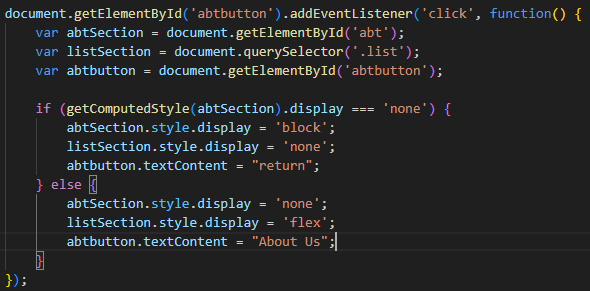 document.getElementById('abtbutton').addEventListener('click', function() {
    var abtSection = document.getElementById('abt');
    var listSection = document.querySelector('.list');
    var abtbutton = document.getElementById('abtbutton');

    if (getComputedStyle(abtSection).display === 'none') {
        abtSection.style.display = 'block';
        listSection.style.display = 'none';
        abtbutton.textContent = "return";
    } else {
        abtSection.style.display = 'none';
        listSection.style.display = 'flex';
        abtbutton.textContent = "About Us";
    }
});